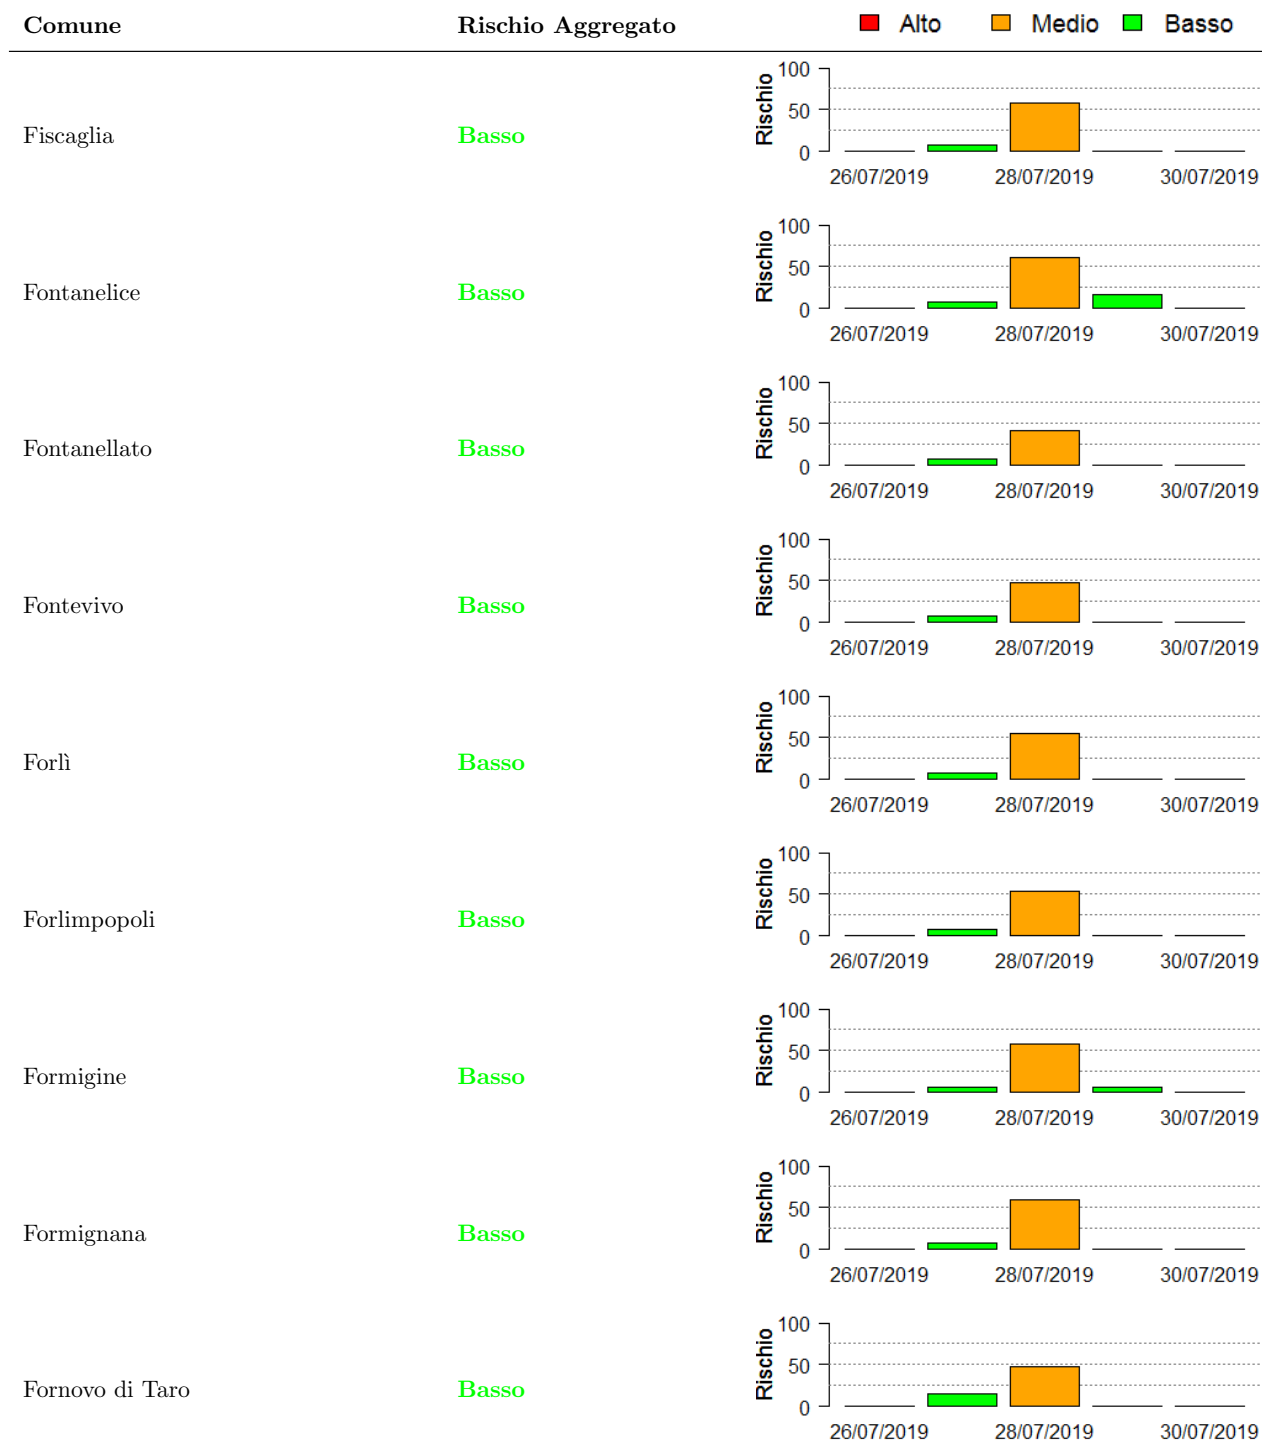 Comune Rischio Aggregato Alto Medio Basso
Fiscaglia Basso
Rischio
100
50
0
26/07/2019 28/07/2019 30/07/2019
Fontanelice Basso
Rischio
100
50
0
26/07/2019 28/07/2019 30/07/2019
Fontanellato Basso
Rischio
100
50
0
26/07/2019 28/07/2019 30/07/2019
Fontevivo Basso
Rischio
100
50
0
26/07/2019 28/07/2019 30/07/2019
Forlì Basso
Rischio
100
50
0
26/07/2019 28/07/2019 30/07/2019
Forlimpopoli Basso
Rischio
100
50
0
26/07/2019 28/07/2019 30/07/2019
Formigine Basso
Rischio
100
50
0
26/07/2019 28/07/2019 30/07/2019
Formignana Basso
Rischio
100
50
0
26/07/2019 28/07/2019 30/07/2019
Fornovo di Taro Basso
Rischio
100
50
0
26/07/2019 28/07/2019 30/07/2019